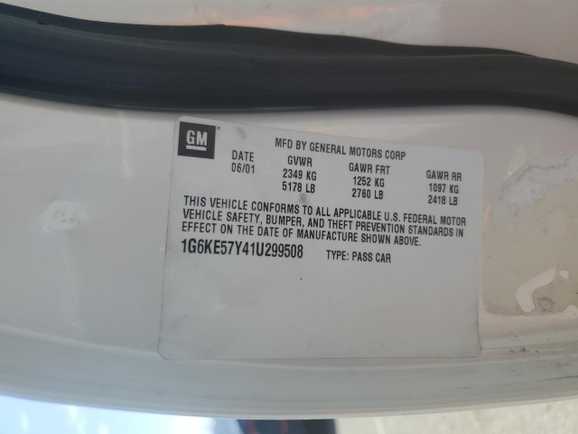 GM
MFD BY GENERAL MOTORS CORP
DATE GVWR GAWR FRT GAWR RR
06/01 2349 KG 1252 KG 1097 KG
5178 LB 2760 LB 2418 LB
THIS VEHICLE CONFORMS TO ALL APPLICABLE U.S. FEDERAL MOTOR
VEHICLE SAFETY, BUMPER, AND THEFT PREVENTION STANDARDS IN
EFFECT ON THE DATE OF MANUFACTURE SHOWN ABOVE.
1G6KE57Y41U299508 TYPE: PASS CAR